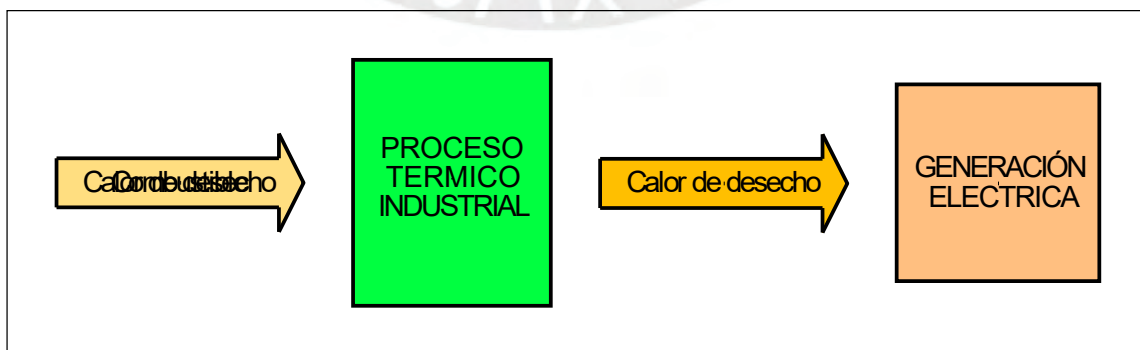 PROCESO
TERMICO
INDUSTRIAL
Calor de desecho
GENERACIÓN
ELECTRICA